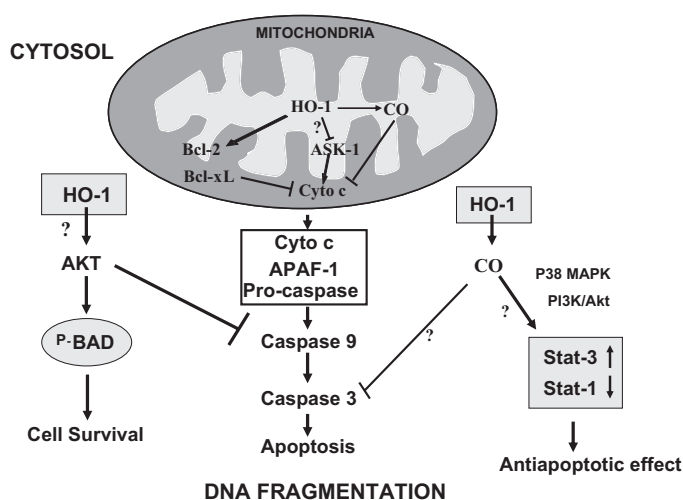 MITOCHONDRIA
CYTOSOL
HO-1
CO
?
Bcl-2
ASK-1
Bcl-xL
Cyto c
HO-1
?
AKT
P-BAD
Cell Survival
Cyto c
APAF-1
Pro-caspase
Caspase 9
Caspase 3
Apoptosis
DNA FRAGMENTATION
HO-1
CO
P38 MAPK
PI3K/Akt
?
?
Stat-3
Stat-1
Antiapoptotic effect